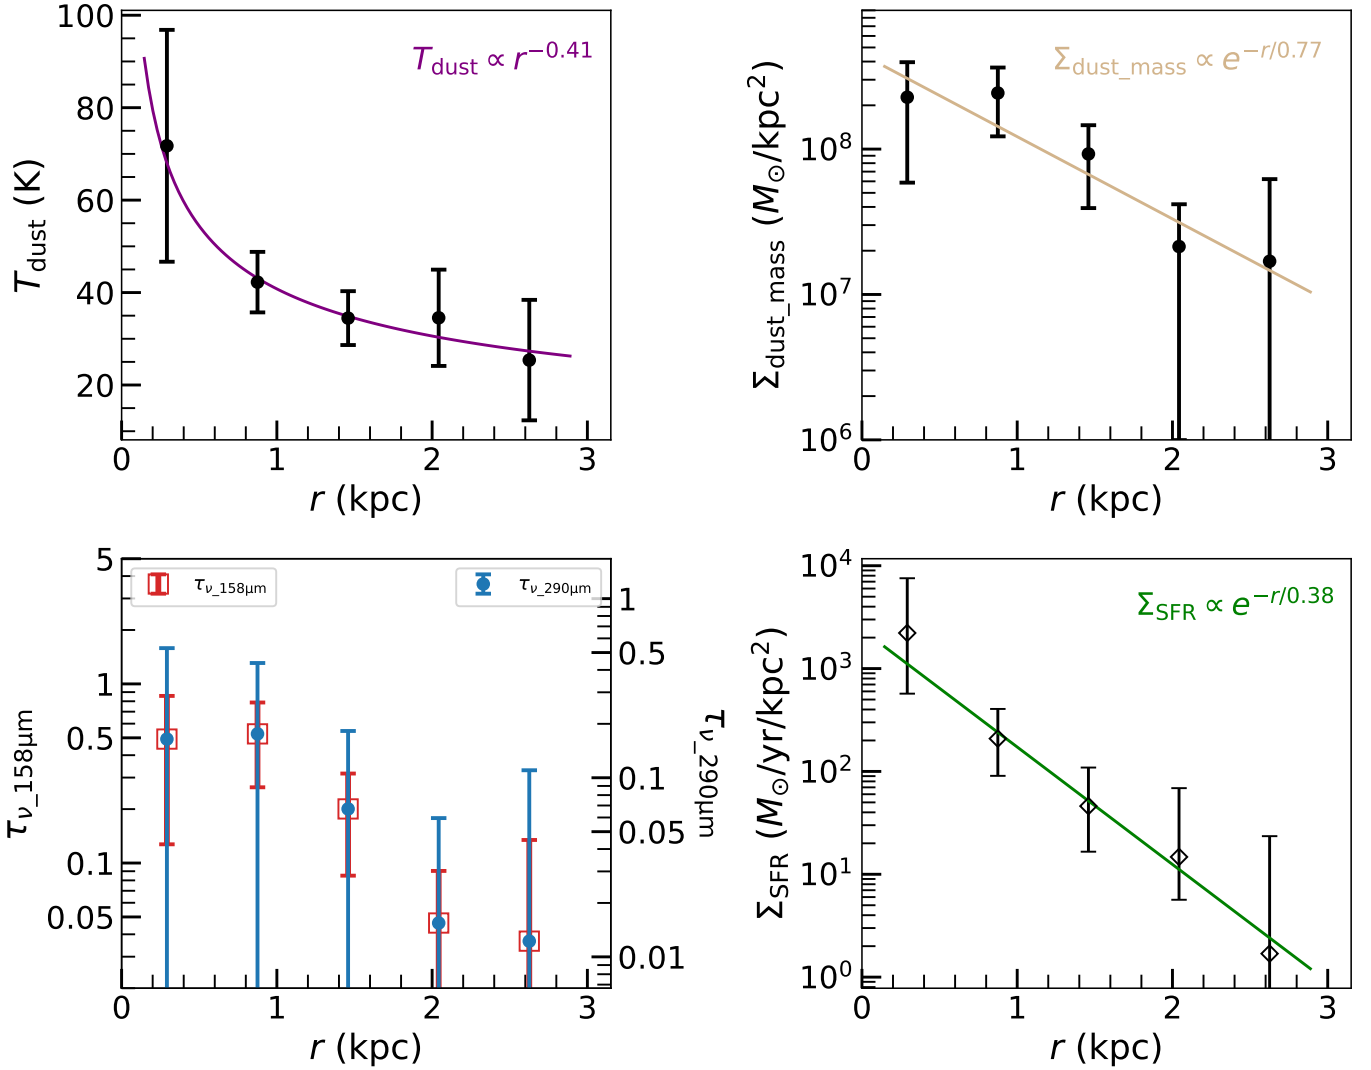 100
80
60
40
20
T_dust (K)
T_dust ∝ r^−0.41
0 1 2 3
r (kpc)
10^8
10^7
10^6
Σ_dust_mass (M_⊙/kpc^2)
Σ_dust_mass ∝ e^−r/0.77
0 1 2 3
r (kpc)
5
1
0.5
0.1
0.05
τ_ν_158μm
τ_ν_158μm
τ_ν_290μm
1
0.5
0.1
0.05
0.01
τ_ν_290μm
0 1 2 3
r (kpc)
10^4
10^3
10^2
10^1
10^0
Σ_SFR (M_⊙/yr/kpc^2)
Σ_SFR ∝ e^−r/0.38
0 1 2 3
r (kpc)